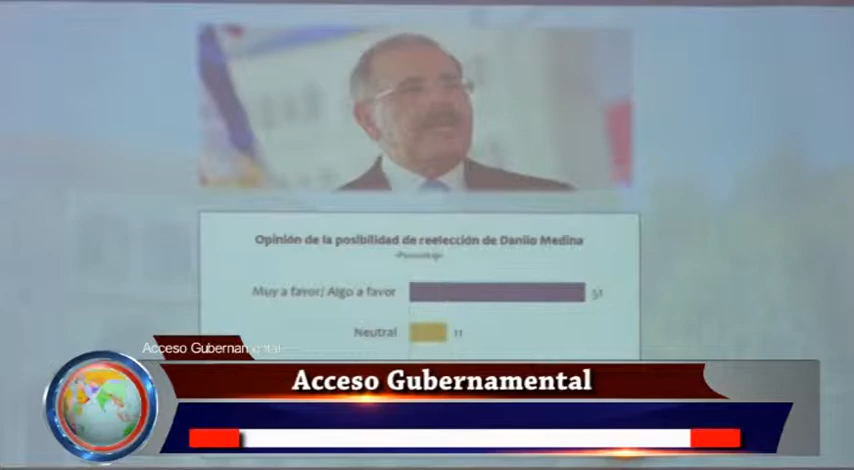 Opinión de la posibilidad de reelección de Danilo Medina
-Porcentaje-
Muy a favor/ Algo a favor 51
Neutral 11
Acceso Gubernamental
Acceso Gubernamental